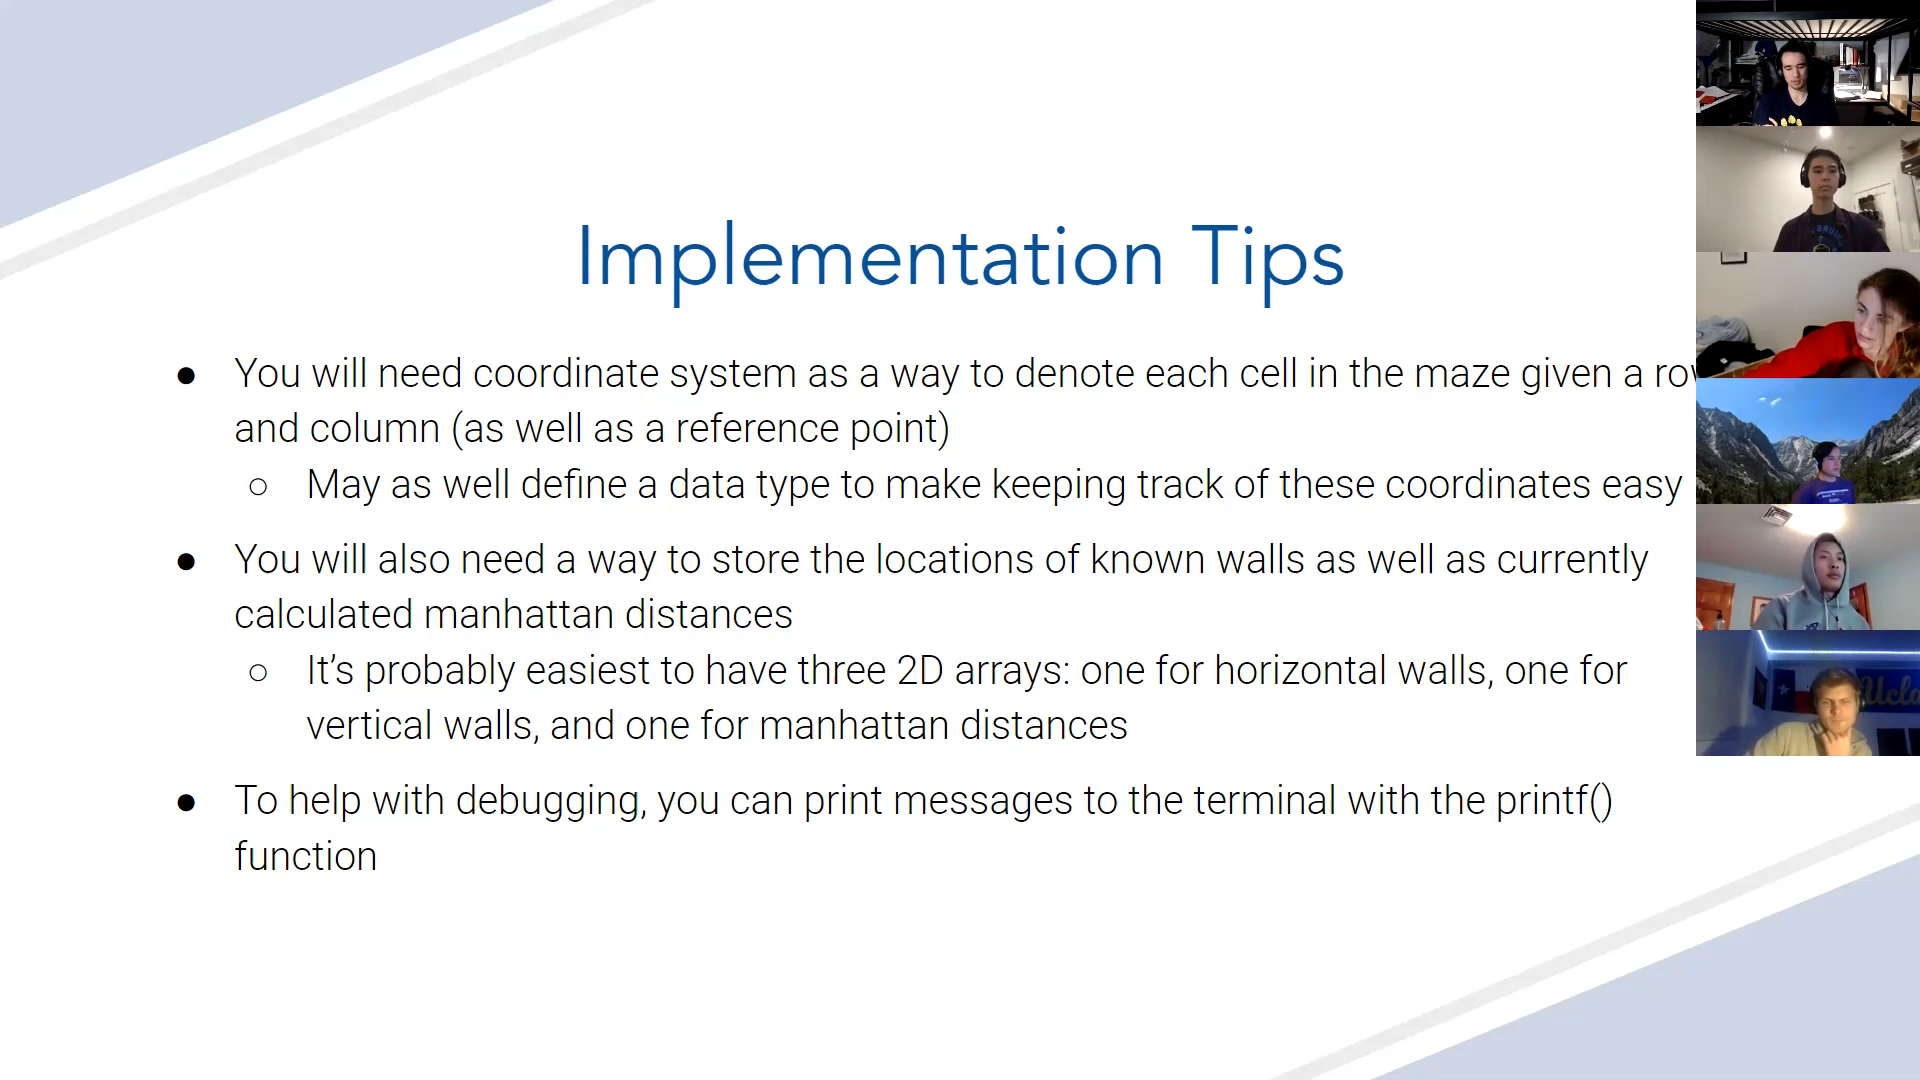 Implementation Tips
● You will need coordinate system as a way to denote each cell in the maze given a
and column (as well as a reference point)
○ May as well define a data type to make keeping track of these coordinates easy
● You will also need a way to store the locations of known walls as well as currently
calculated manhattan distances
○ It’s probably easiest to have three 2D arrays: one for horizontal walls, one for
vertical walls, and one for manhattan distances
● To help with debugging, you can print messages to the terminal with the printf()
function